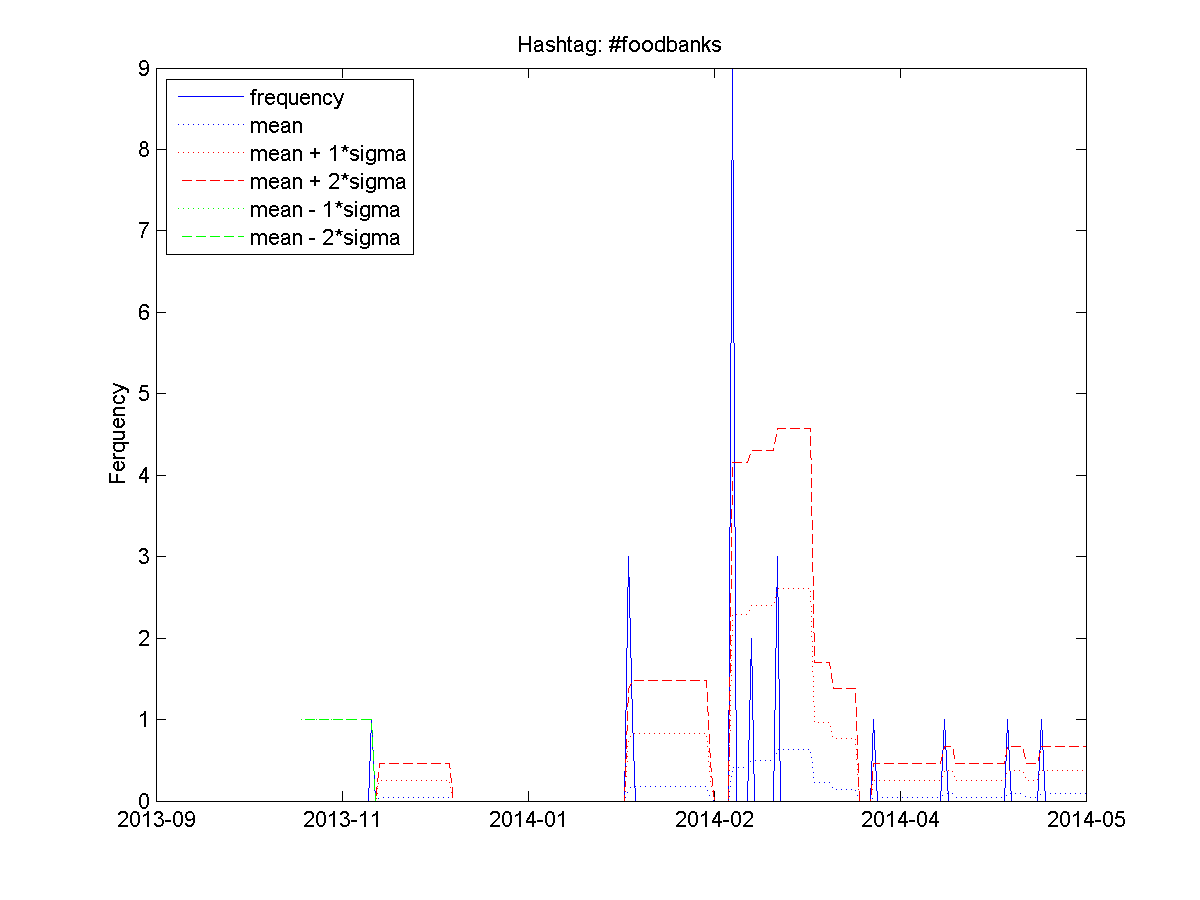 Hashtag: #foodbanks
9
8
7
6
5
4
3
2
1
0
Ferquency
frequency
mean
mean + 1*sigma
mean + 2*sigma
mean - 1*sigma
mean - 2*sigma
2013-09 2013-11 2014-01 2014-02 2014-04 2014-05